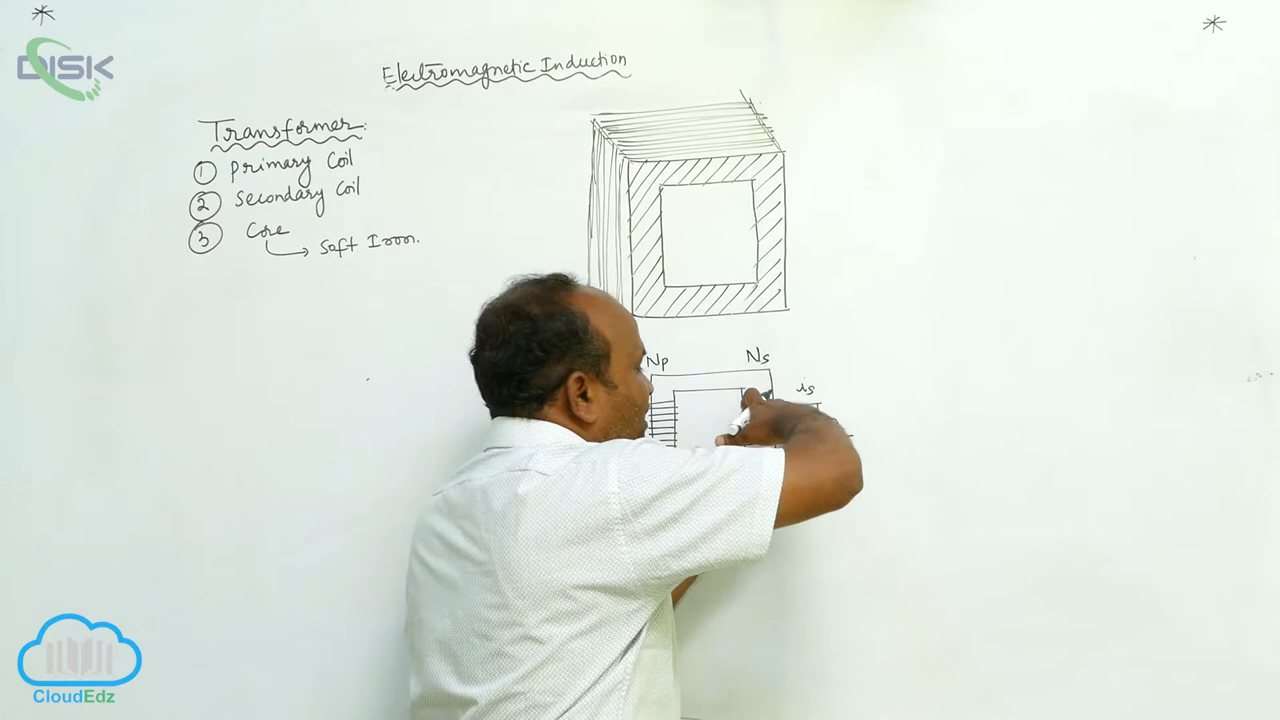 DISK
Electromagnetic Induction
Transformer:
① Primary Coil
② Secondary Coil
③ Core
Soft Iron.
Np Ns
is
CloudEdz